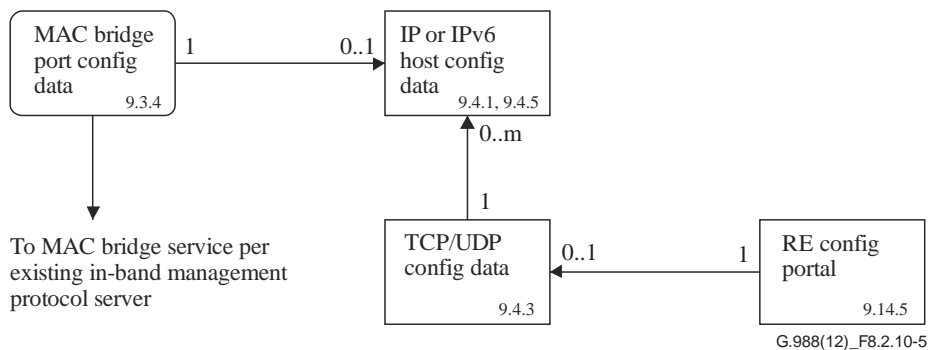 MAC bridge
port config
data
9.3.4
1
0..1
IP or IPv6
host config
data
9.4.1, 9.4.5
0..m
1
To MAC bridge service per
existing in-band management
protocol server
TCP/UDP
config data
9.4.3
0..1
1
RE config
portal
9.14.5
G.988(12)_F8.2.10-5